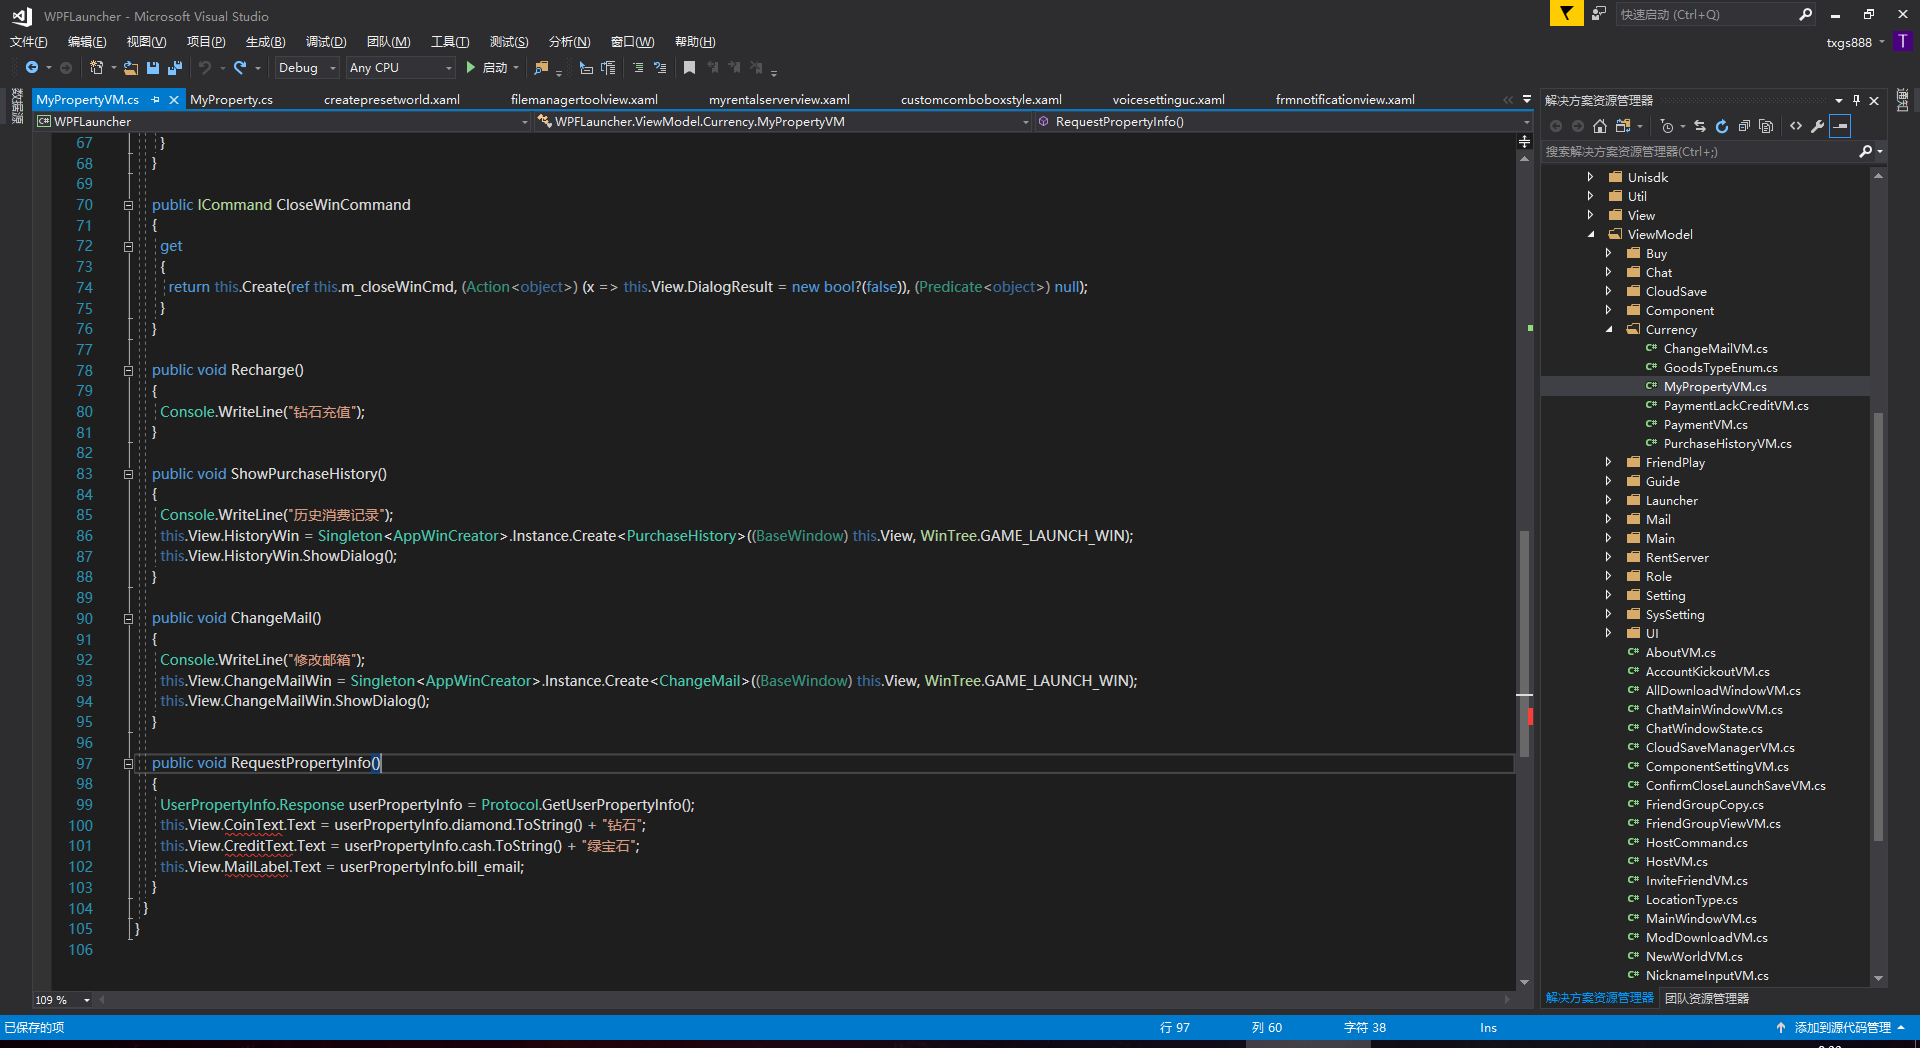 WPFLauncher - Microsoft Visual Studio
快速启动 (Ctrl+Q)
文件(F) 编辑(E) 视图(V) 项目(P) 生成(B) 调试(D) 团队(M) 工具(T) 测试(S) 分析(N) 窗口(W) 帮助(H)
txgs888 T
Debug Any CPU 启动
数据源
MyPropertyVM.cs MyProperty.cs createpresetworld.xaml filemanagertoolview.xaml myrentalserverview.xaml customcomboboxstyle.xaml voicesettinguc.xaml frmnotificationview.xaml
C# WPFLauncher WPFLauncher.ViewModel.Currency.MyPropertyVM RequestPropertyInfo()
67 }
68 }
69
70 public ICommand CloseWinCommand
71 {
72 get
73 {
74 return this.Create(ref this.m_closeWinCmd, (Action<object>) (x => this.View.DialogResult = new bool?(false)), (Predicate<object>) null);
75 }
76 }
77
78 public void Recharge()
79 {
80 Console.WriteLine("钻石充值");
81 }
82
83 public void ShowPurchaseHistory()
84 {
85 Console.WriteLine("历史消费记录");
86 this.View.HistoryWin = Singleton<AppWinCreator>.Instance.Create<PurchaseHistory>((BaseWindow) this.View, WinTree.GAME_LAUNCH_WIN);
87 this.View.HistoryWin.ShowDialog();
88 }
89
90 public void ChangeMail()
91 {
92 Console.WriteLine("修改邮箱");
93 this.View.ChangeMailWin = Singleton<AppWinCreator>.Instance.Create<ChangeMail>((BaseWindow) this.View, WinTree.GAME_LAUNCH_WIN);
94 this.View.ChangeMailWin.ShowDialog();
95 }
96
97 public void RequestPropertyInfo()
98 {
99 UserPropertyInfo.Response userPropertyInfo = Protocol.GetUserPropertyInfo();
100 this.View.CoinText.Text = userPropertyInfo.diamond.ToString() + "钻石";
101 this.View.CreditText.Text = userPropertyInfo.cash.ToString() + "绿宝石";
102 this.View.MailLabel.Text = userPropertyInfo.bill_email;
103 }
104 }
105 }
106
109 %
解决方案资源管理器
通知
搜索解决方案资源管理器(Ctrl+;)
Unisdk
Util
View
ViewModel
Buy
Chat
CloudSave
Component
Currency
C# ChangeMailVM.cs
C# GoodsTypeEnum.cs
C# MyPropertyVM.cs
C# PaymentLackCreditVM.cs
C# PaymentVM.cs
C# PurchaseHistoryVM.cs
FriendPlay
Guide
Launcher
Mail
Main
RentServer
Role
Setting
SysSetting
UI
C# AboutVM.cs
C# AccountKickoutVM.cs
C# AllDownloadWindowVM.cs
C# ChatMainWindowVM.cs
C# ChatWindowState.cs
C# CloudSaveManagerVM.cs
C# ComponentSettingVM.cs
C# ConfirmCloseLaunchSaveVM.cs
C# FriendGroupCopy.cs
C# FriendGroupViewVM.cs
C# HostCommand.cs
C# HostVM.cs
C# InviteFriendVM.cs
C# LocationType.cs
C# MainWindowVM.cs
C# ModDownloadVM.cs
C# NewWorldVM.cs
C# NicknameInputVM.cs
解决方案资源管理器 团队资源管理器
已保存的项 行 97 列 60 字符 38 Ins 添加到源代码管理